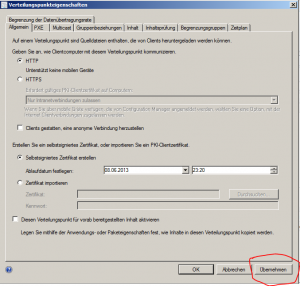 Verteilungspunkteigenschaften
Begrenzung der Datenübertragungsrate
Allgemein PXE Multicast Gruppenbeziehungen Inhalt Inhaltsprüfung Begrenzungsgruppen Zeitplan
Auf einem Verteilungspunkt sind Quelldateien enthalten, die von Clients heruntergeladen werden können.
Geben Sie an, wie Clientcomputer mit diesem Verteilungspunkt kommunizieren.
HTTP
Unterstützt keine mobilen Geräte
HTTPS
Erfordert gültiges PKI-Clientzertifikat auf Computern
Nur Intranetverbindungen zulassen
Clients gestatten, eine anonyme Verbindung herzustellen
Erstellen Sie ein selbstsigniertes Zertifikat, oder importieren Sie ein PKI-Clientzertifikat.
Selbstsigniertes Zertifikat erstellen
Ablaufdatum festlegen: 08.06.2013 23:20
Zertifikat importieren
Zertifikat: Durchsuchen...
Kennwort:
Diesen Verteilungspunkt für vorab bereitgestellten Inhalt aktivieren
Legen Sie mithilfe der Anwendungs- oder Paketeigenschaften fest, wie Inhalte in diesen Verteilungspunkt kopiert werden.
OK Abbrechen Übernehmen